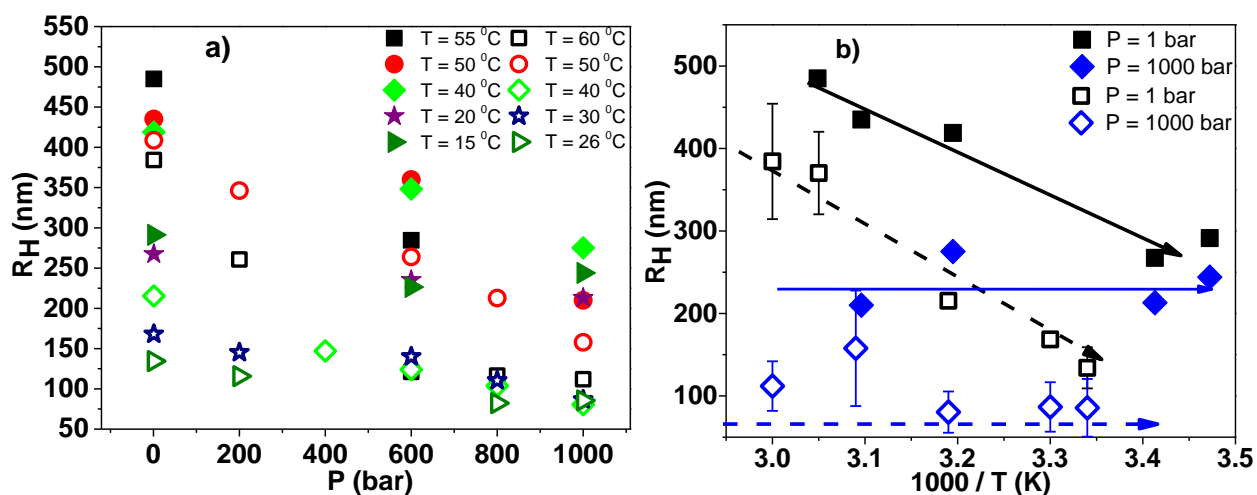 a)
T = 55 ⁰C T = 60 ⁰C
T = 50 ⁰C T = 50 ⁰C
T = 40 ⁰C T = 40 ⁰C
T = 20 ⁰C T = 30 ⁰C
T = 15 ⁰C T = 26 ⁰C
550
500
450
400
350
300
250
200
150
100
50
R_H (nm)
0 200 400 600 800 1000
P (bar)
b)
P = 1 bar
P = 1000 bar
P = 1 bar
P = 1000 bar
500
400
300
200
100
R_H (nm)
3.0 3.1 3.2 3.3 3.4 3.5
1000 / T (K)